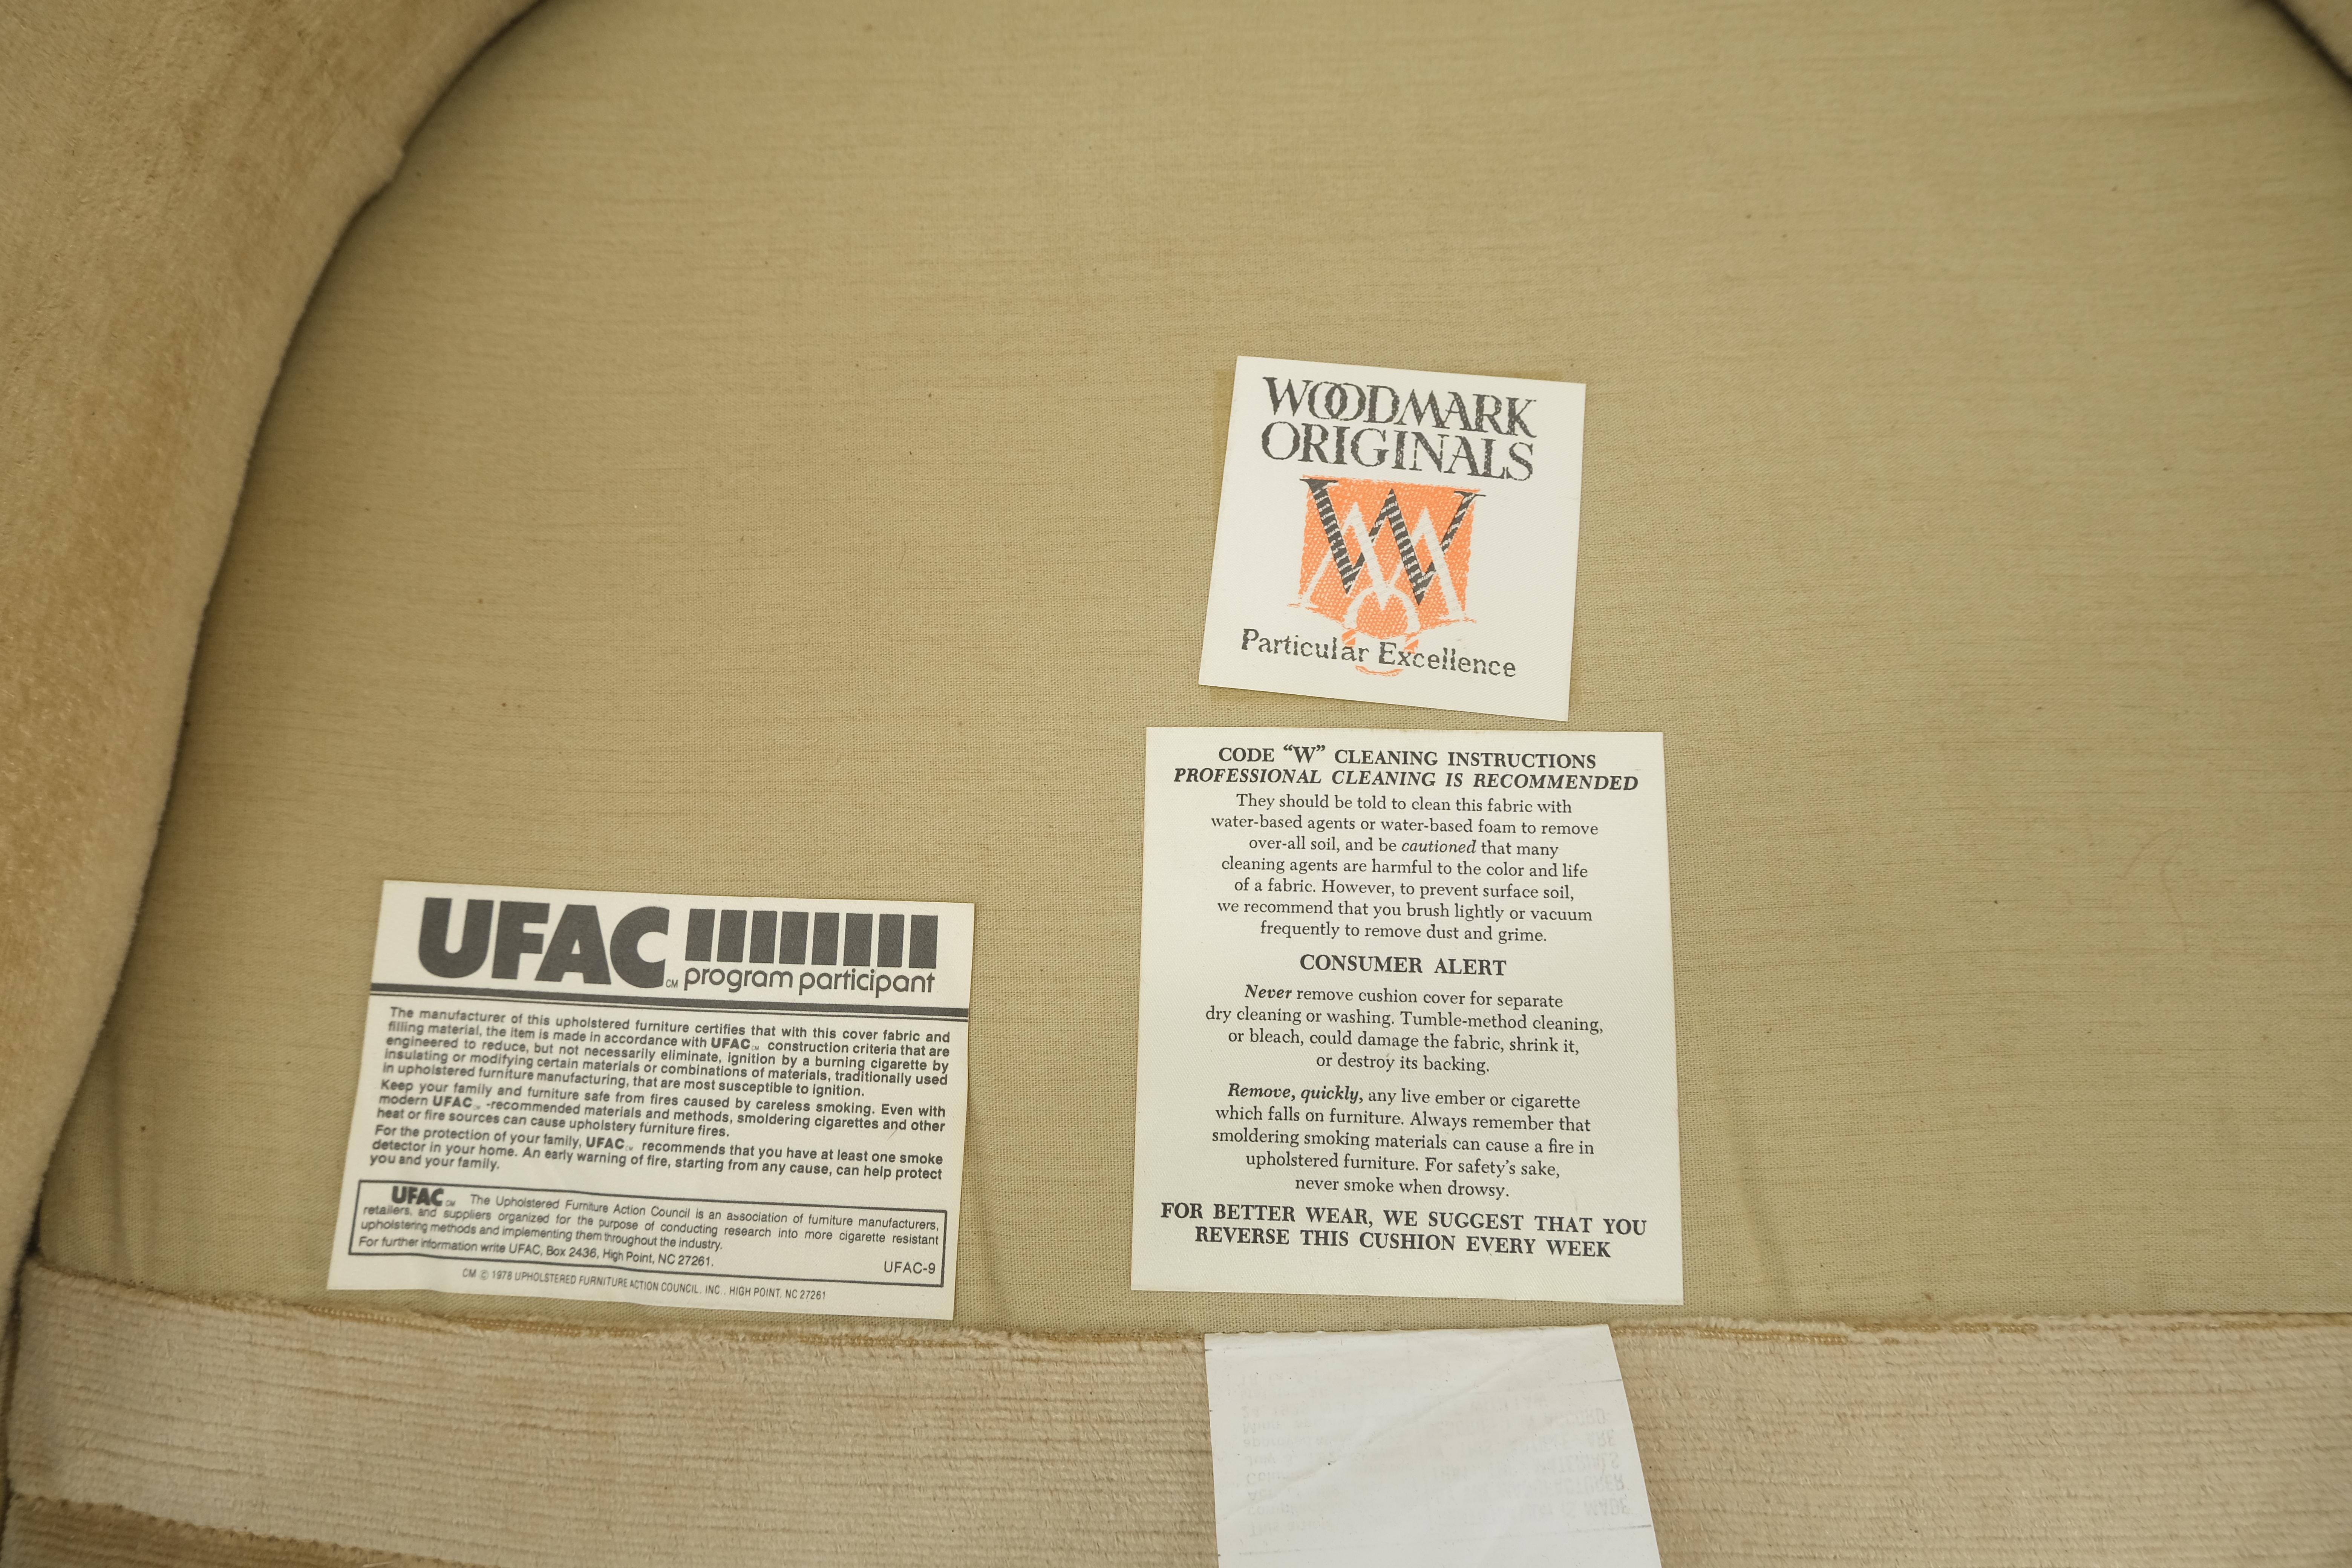 WOODMARK
ORIGINALS
W
Particular Excellence
CODE “W” CLEANING INSTRUCTIONS
PROFESSIONAL CLEANING IS RECOMMENDED
They should be told to clean this fabric with
water-based agents or water-based foam to remove
over-all soil, and be cautioned that many
cleaning agents are harmful to the color and life
of a fabric. However, to prevent surface soil,
we recommend that you brush lightly or vacuum
frequently to remove dust and grime.
CONSUMER ALERT
Never remove cushion cover for separate
dry cleaning or washing. Tumble-method cleaning,
or bleach, could damage the fabric, shrink it,
or destroy its backing.
Remove, quickly, any live ember or cigarette
which falls on furniture. Always remember that
smoldering smoking materials can cause a fire in
upholstered furniture. For safety's sake,
never smoke when drowsy.
FOR BETTER WEAR, WE SUGGEST THAT YOU
REVERSE THIS CUSHION EVERY WEEK
UFAC CM
program participant
The manufacturer of this upholstered furniture certifies that with this cover fabric and
filling material, the item is made in accordance with UFAC CM construction criteria that are
engineered to reduce, but not necessarily eliminate, ignition by a burning cigarette by
insulating or modifying certain materials or combinations of materials, traditionally used
in upholstered furniture manufacturing, that are most susceptible to ignition.
Keep your family and furniture safe from fires caused by careless smoking. Even with
modern UFAC CM -recommended materials and methods, smoldering cigarettes and other
heat or fire sources can cause upholstery furniture fires.
For the protection of your family, UFAC CM recommends that you have at least one smoke
detector in your home. An early warning of fire, starting from any cause, can help protect
you and your family.
UFAC CM The Upholstered Furniture Action Council is an association of furniture manufacturers,
retailers, and suppliers organized for the purpose of conducting research into more cigarette resistant
upholstering methods and implementing them throughout the industry.
For further information write UFAC, Box 2436, High Point, NC 27261.
UFAC-9
CM © 1978 UPHOLSTERED FURNITURE ACTION COUNCIL, INC., HIGH POINT, NC 27261